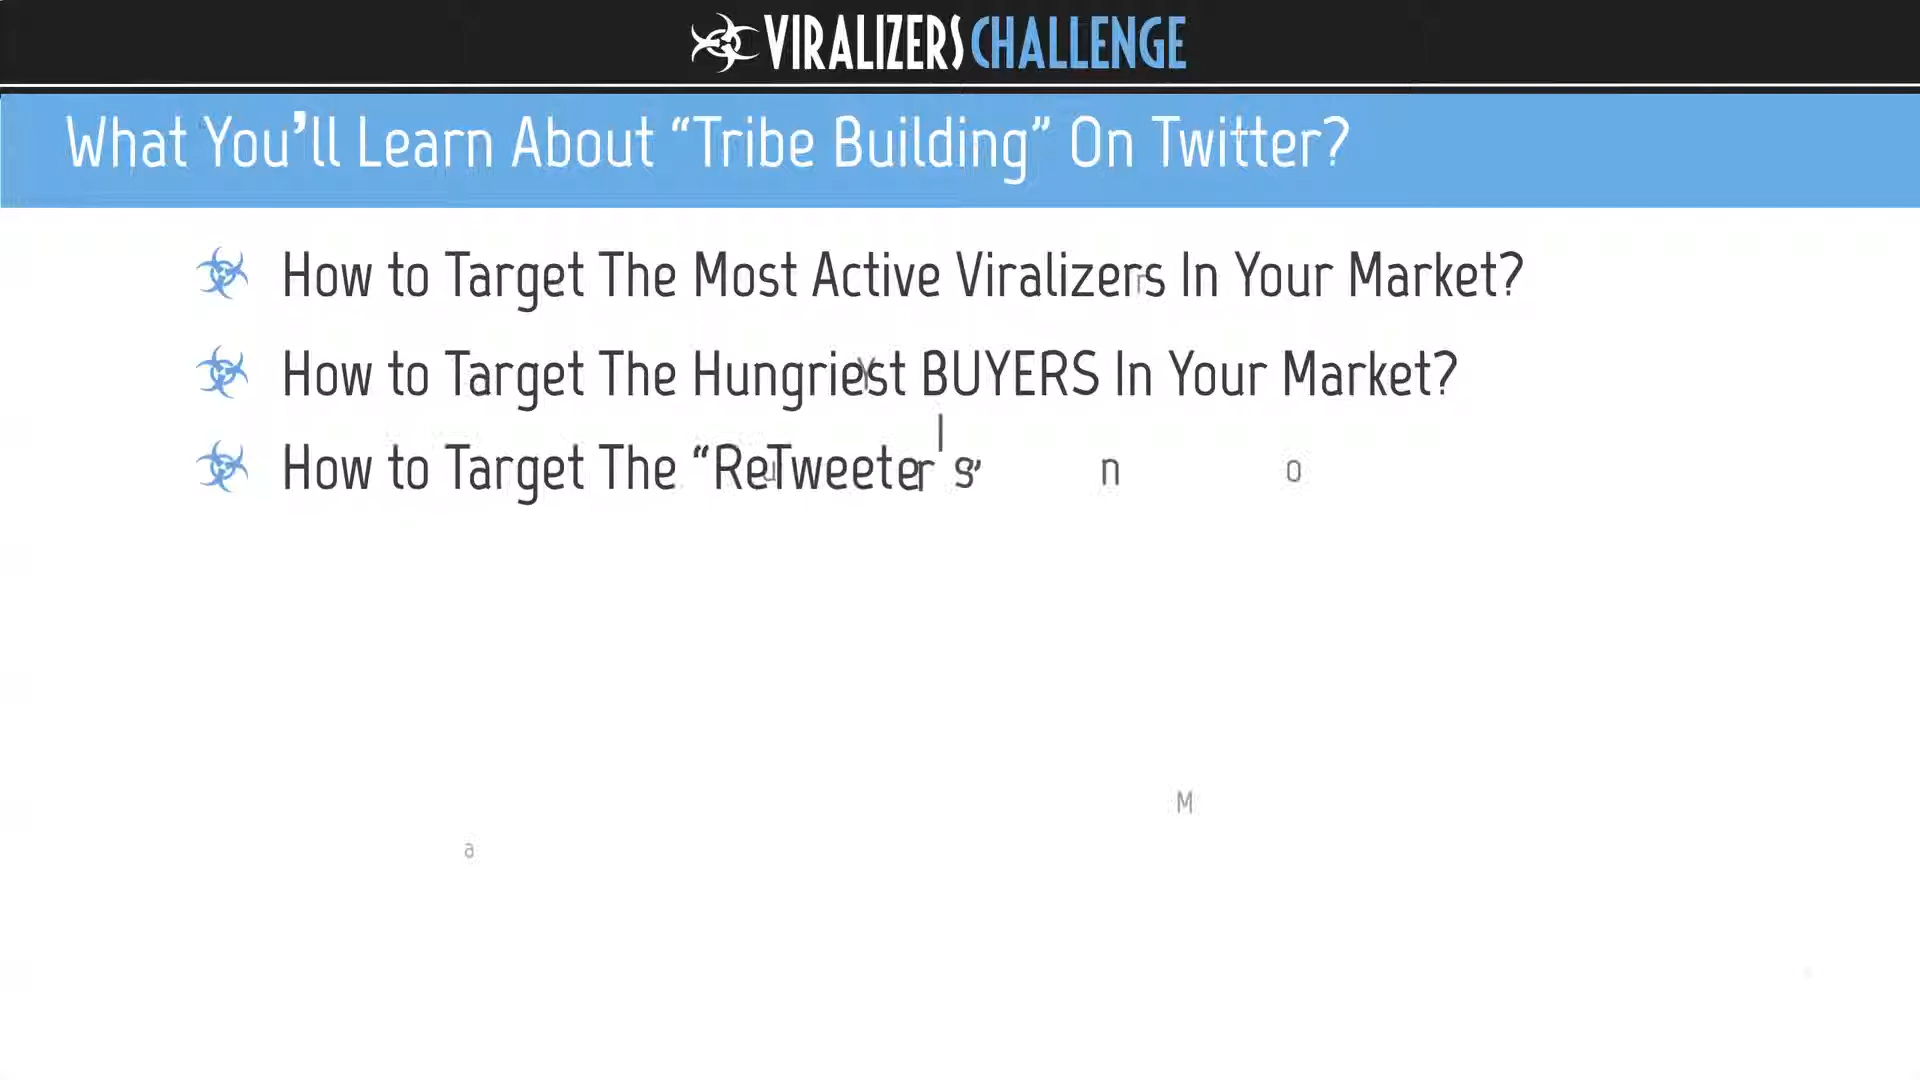 VIRALIZERS CHALLENGE
What You'll Learn About “Tribe Building” On Twitter?
How to Target The Most Active Viralizers In Your Market?
How to Target The Hungriest BUYERS In Your Market?
How to Target The “ReTweeter's”